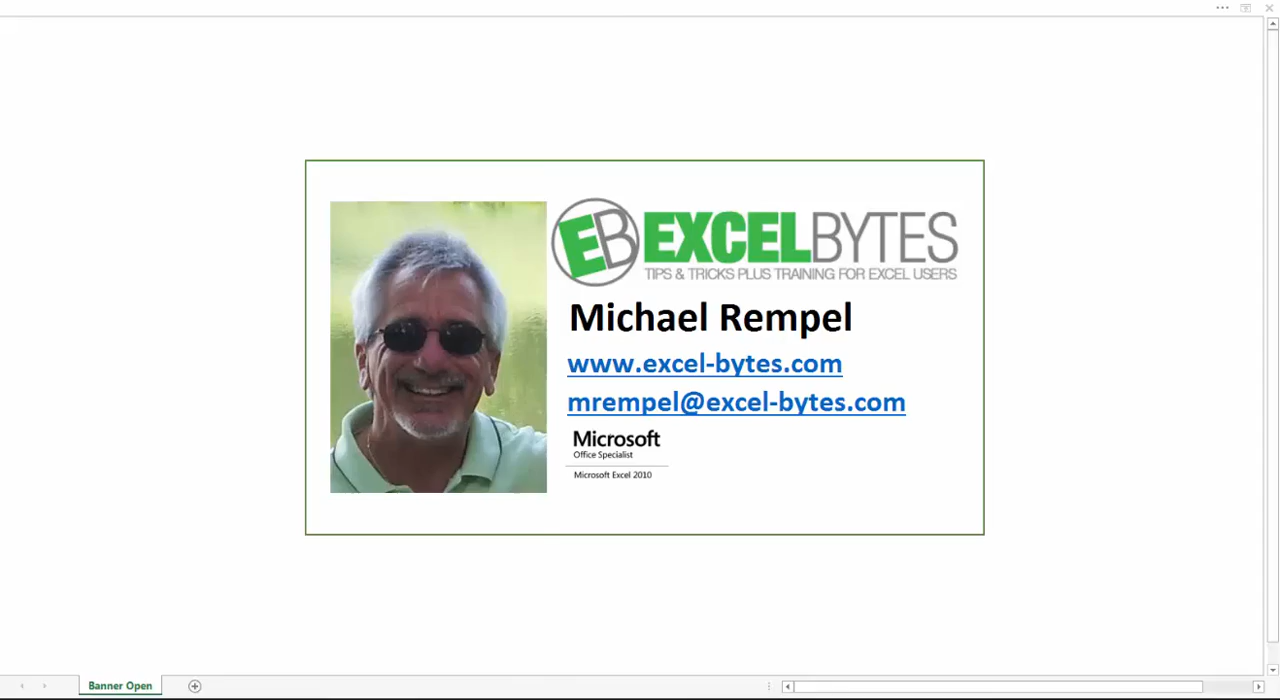 EB EXCELBYTES
TIPS & TRICKS PLUS TRAINING FOR EXCEL USERS
Michael Rempel
www.excel-bytes.com
mrempel@excel-bytes.com
Microsoft
Office Specialist
Microsoft Excel 2010
Banner Open